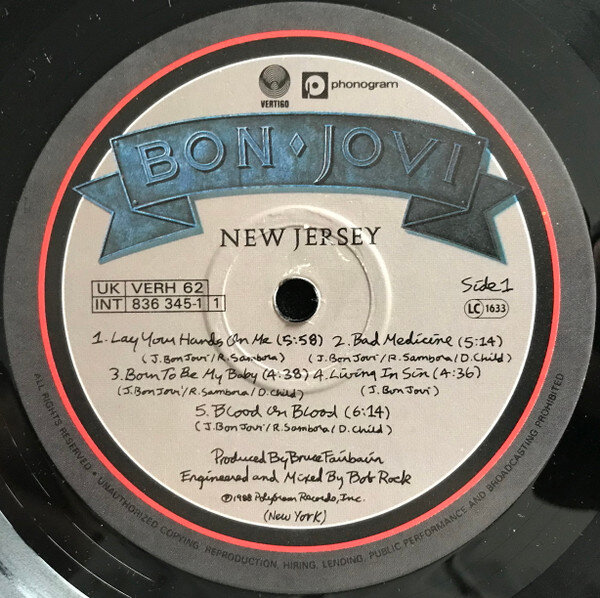 VERTIGO
phonogram
BON♦JOVI
NEW JERSEY
UK VERH 62
INT 836 345-1 1
Side 1
LC 1633
1. Lay Your Hands On Me (5:58) 2. Bad Medicine (5:14)
(J. Bon Jovi / R. Sambora) (J. Bon Jovi / R. Sambora / D. Child)
3. Born To Be My Baby (4:38) 4. Living In Sin (4:36)
(J. Bon Jovi / R. Sambora / D. Child) (J. Bon Jovi)
5. Blood On Blood (6:14)
(J. Bon Jovi / R. Sambora / D. Child)
Produced By Bruce Fairbairn
Engineered and Mixed By Bob Rock
℗1988 Polygram Records, Inc.
(New York)
ALL RIGHTS RESERVED • UNAUTHORIZED COPYING, REPRODUCTION, HIRING, LENDING, PUBLIC PERFORMANCE AND BROADCASTING PROHIBITED